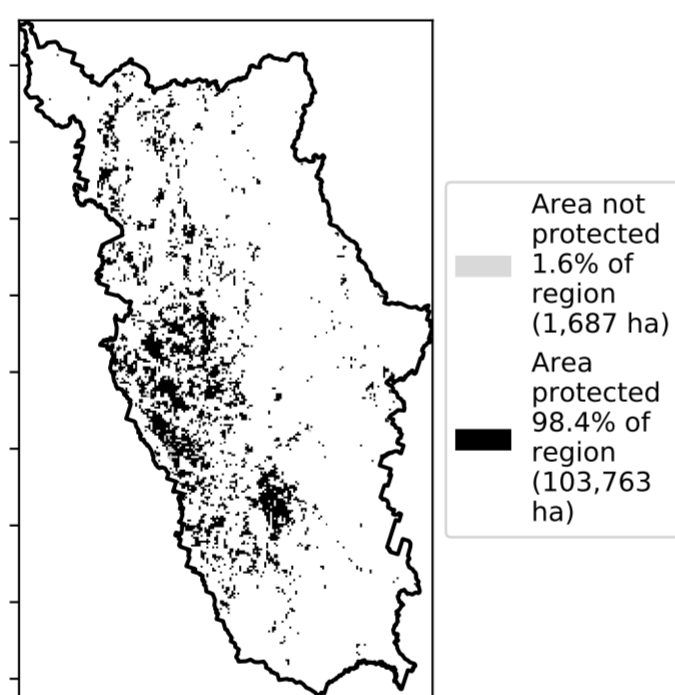 Area not
protected
1.6% of
region
(1,687 ha)
Area
protected
98.4% of
region
(103,763
ha)